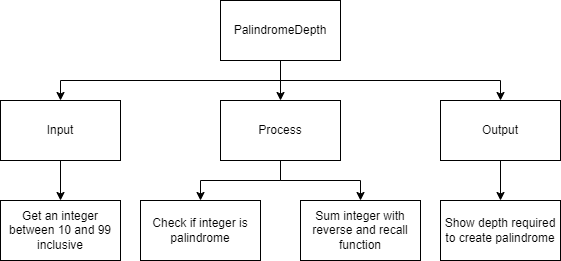 PalindromeDepth
Input
Process
Output
Get an integer
between 10 and 99
inclusive
Check if integer is
palindrome
Sum integer with
reverse and recall
function
Show depth required
to create palindrome